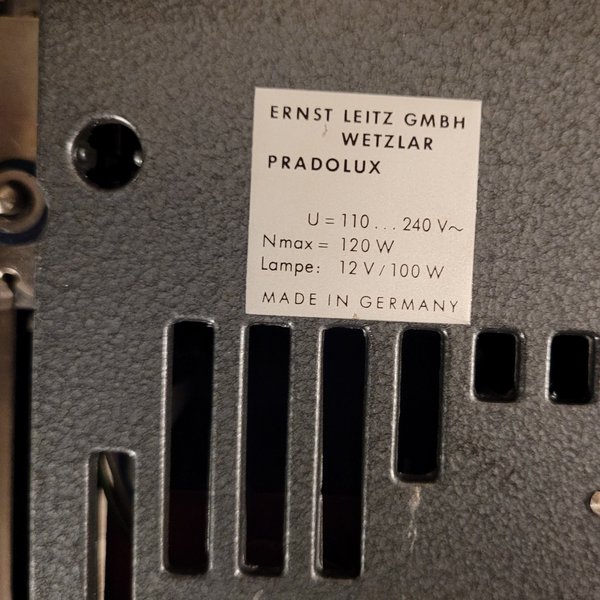 ERNST LEITZ GMBH
WETZLAR
PRADOLUX
U = 110 ... 240 V~
Nmax = 120 W
Lampe: 12 V / 100 W
MADE IN GERMANY